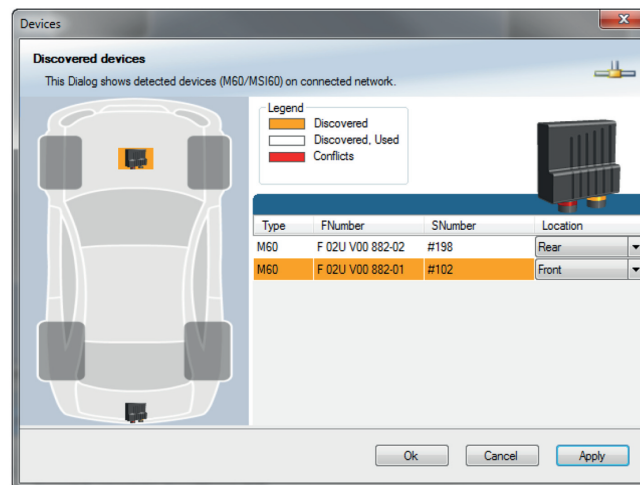 Devices
Discovered devices
This Dialog shows detected devices (M60/MSI60) on connected network.
Legend
Discovered
Discovered, Used
Conflicts
Type FNumber SNumber Location
M60 F 02U V00 882-02 #198 Rear
M60 F 02U V00 882-01 #102 Front
Ok Cancel Apply